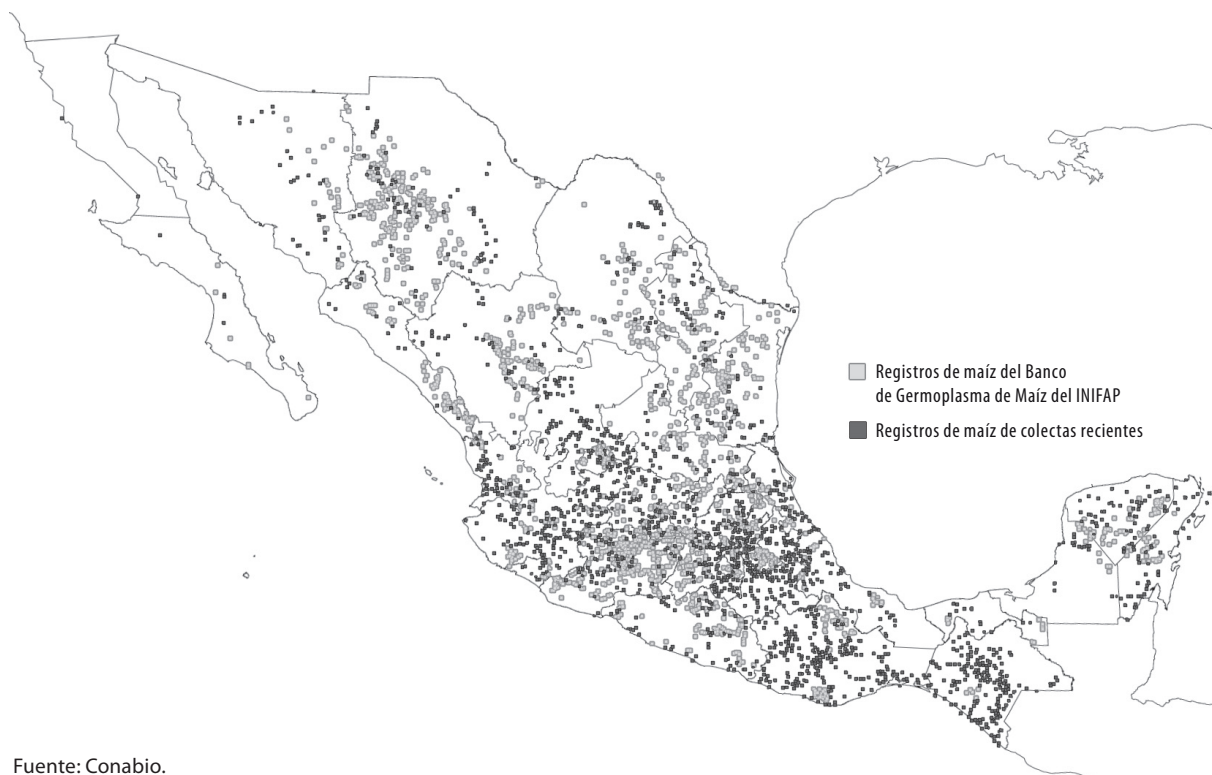 Registros de maíz del Banco
de Germoplasma de Maíz del INIFAP
Registros de maíz de colectas recientes
Fuente: Conabio.